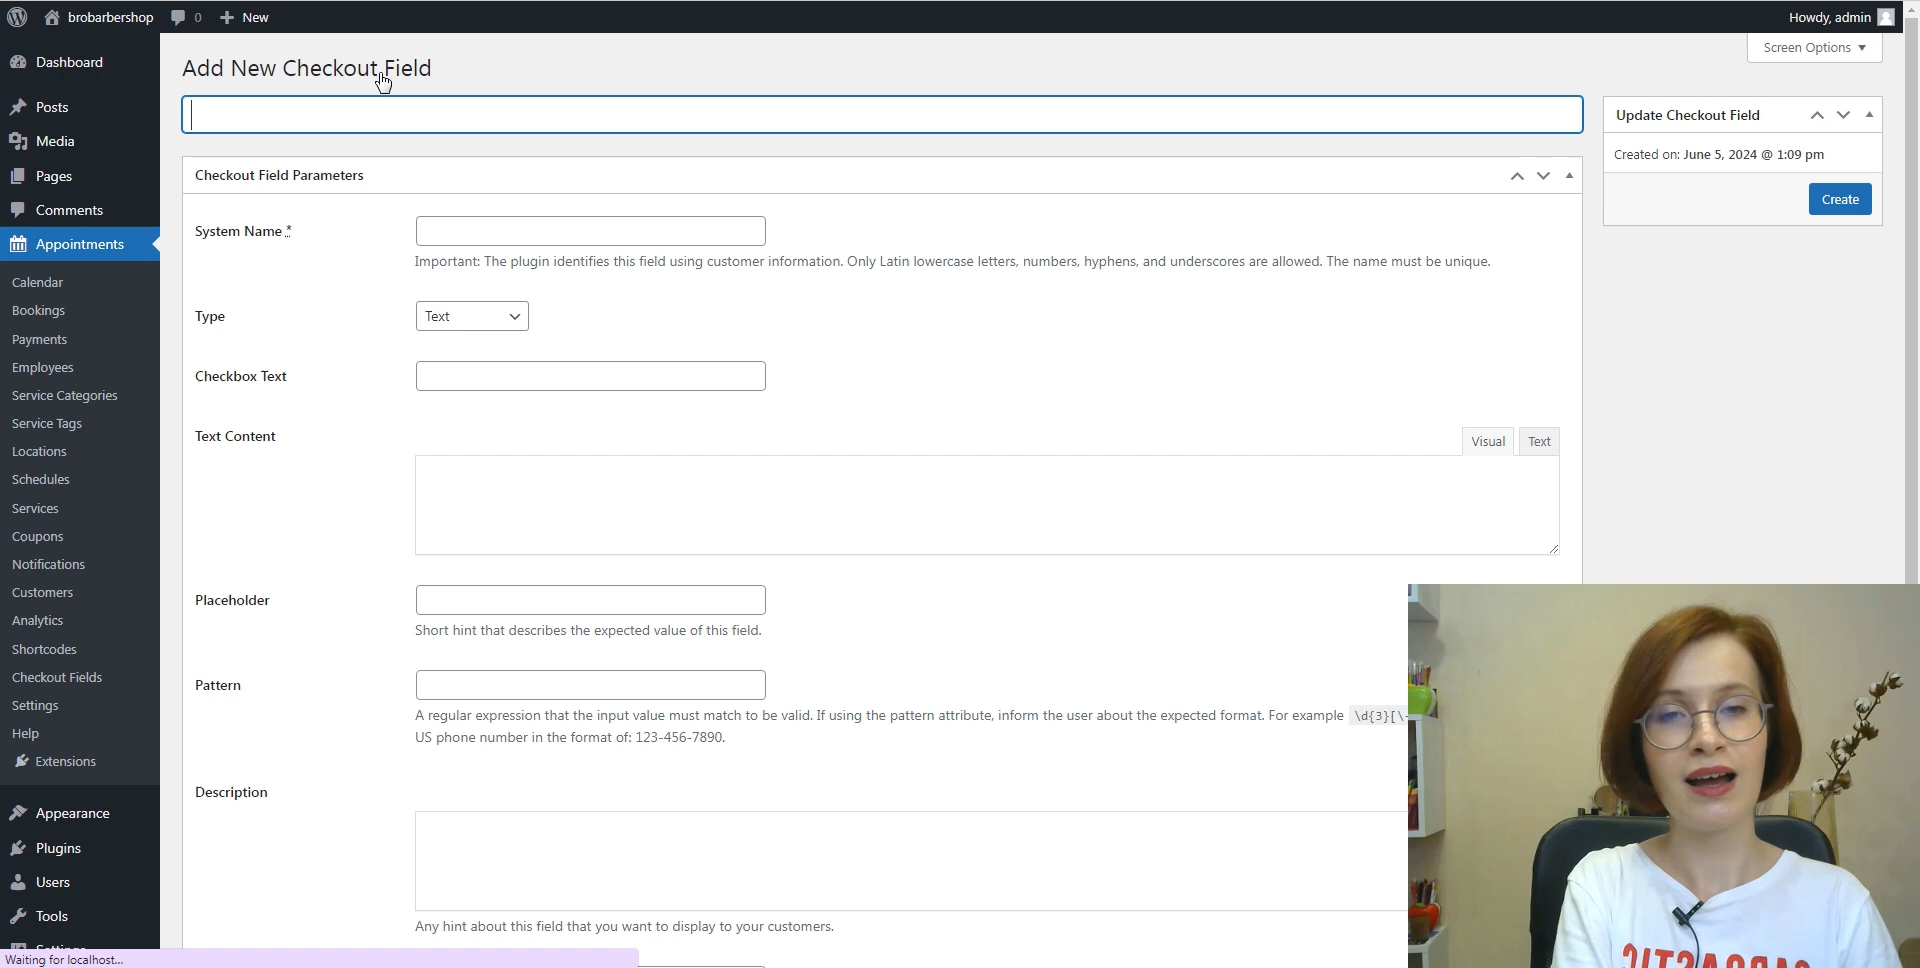 brobarbershop 0 New Howdy, admin
Screen Options
Dashboard
Posts
Media
Pages
Comments
Appointments
Calendar
Bookings
Payments
Employees
Service Categories
Service Tags
Locations
Schedules
Services
Coupons
Notifications
Customers
Analytics
Shortcodes
Checkout Fields
Settings
Help
Extensions
Appearance
Plugins
Users
Tools
Settings
Waiting for localhost...
Add New Checkout Field
Checkout Field Parameters
System Name *
Important: The plugin identifies this field using customer information. Only Latin lowercase letters, numbers, hyphens, and underscores are allowed. The name must be unique.
Type Text
Checkbox Text
Text Content
Visual Text
Placeholder
Short hint that describes the expected value of this field.
Pattern
A regular expression that the input value must match to be valid. If using the pattern attribute, inform the user about the expected format. For example \d{3}[\-
US phone number in the format of: 123-456-7890.
Description
Any hint about this field that you want to display to your customers.
Update Checkout Field
Created on: June 5, 2024 @ 1:09 pm
Create